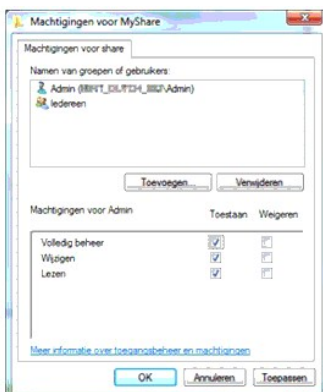 Machtigingen voor MyShare
Machtigingen voor share
Namen van groepen of gebruikers:
Admin (\Admin)
Iedereen
Toevoegen... Verwijderen
Machtigingen voor Admin Toestaan Weigeren
Volledig beheer
Wijzigen
Lezen
Meer informatie over toegangsbeheer en machtigingen
OK Annuleren Toepassen